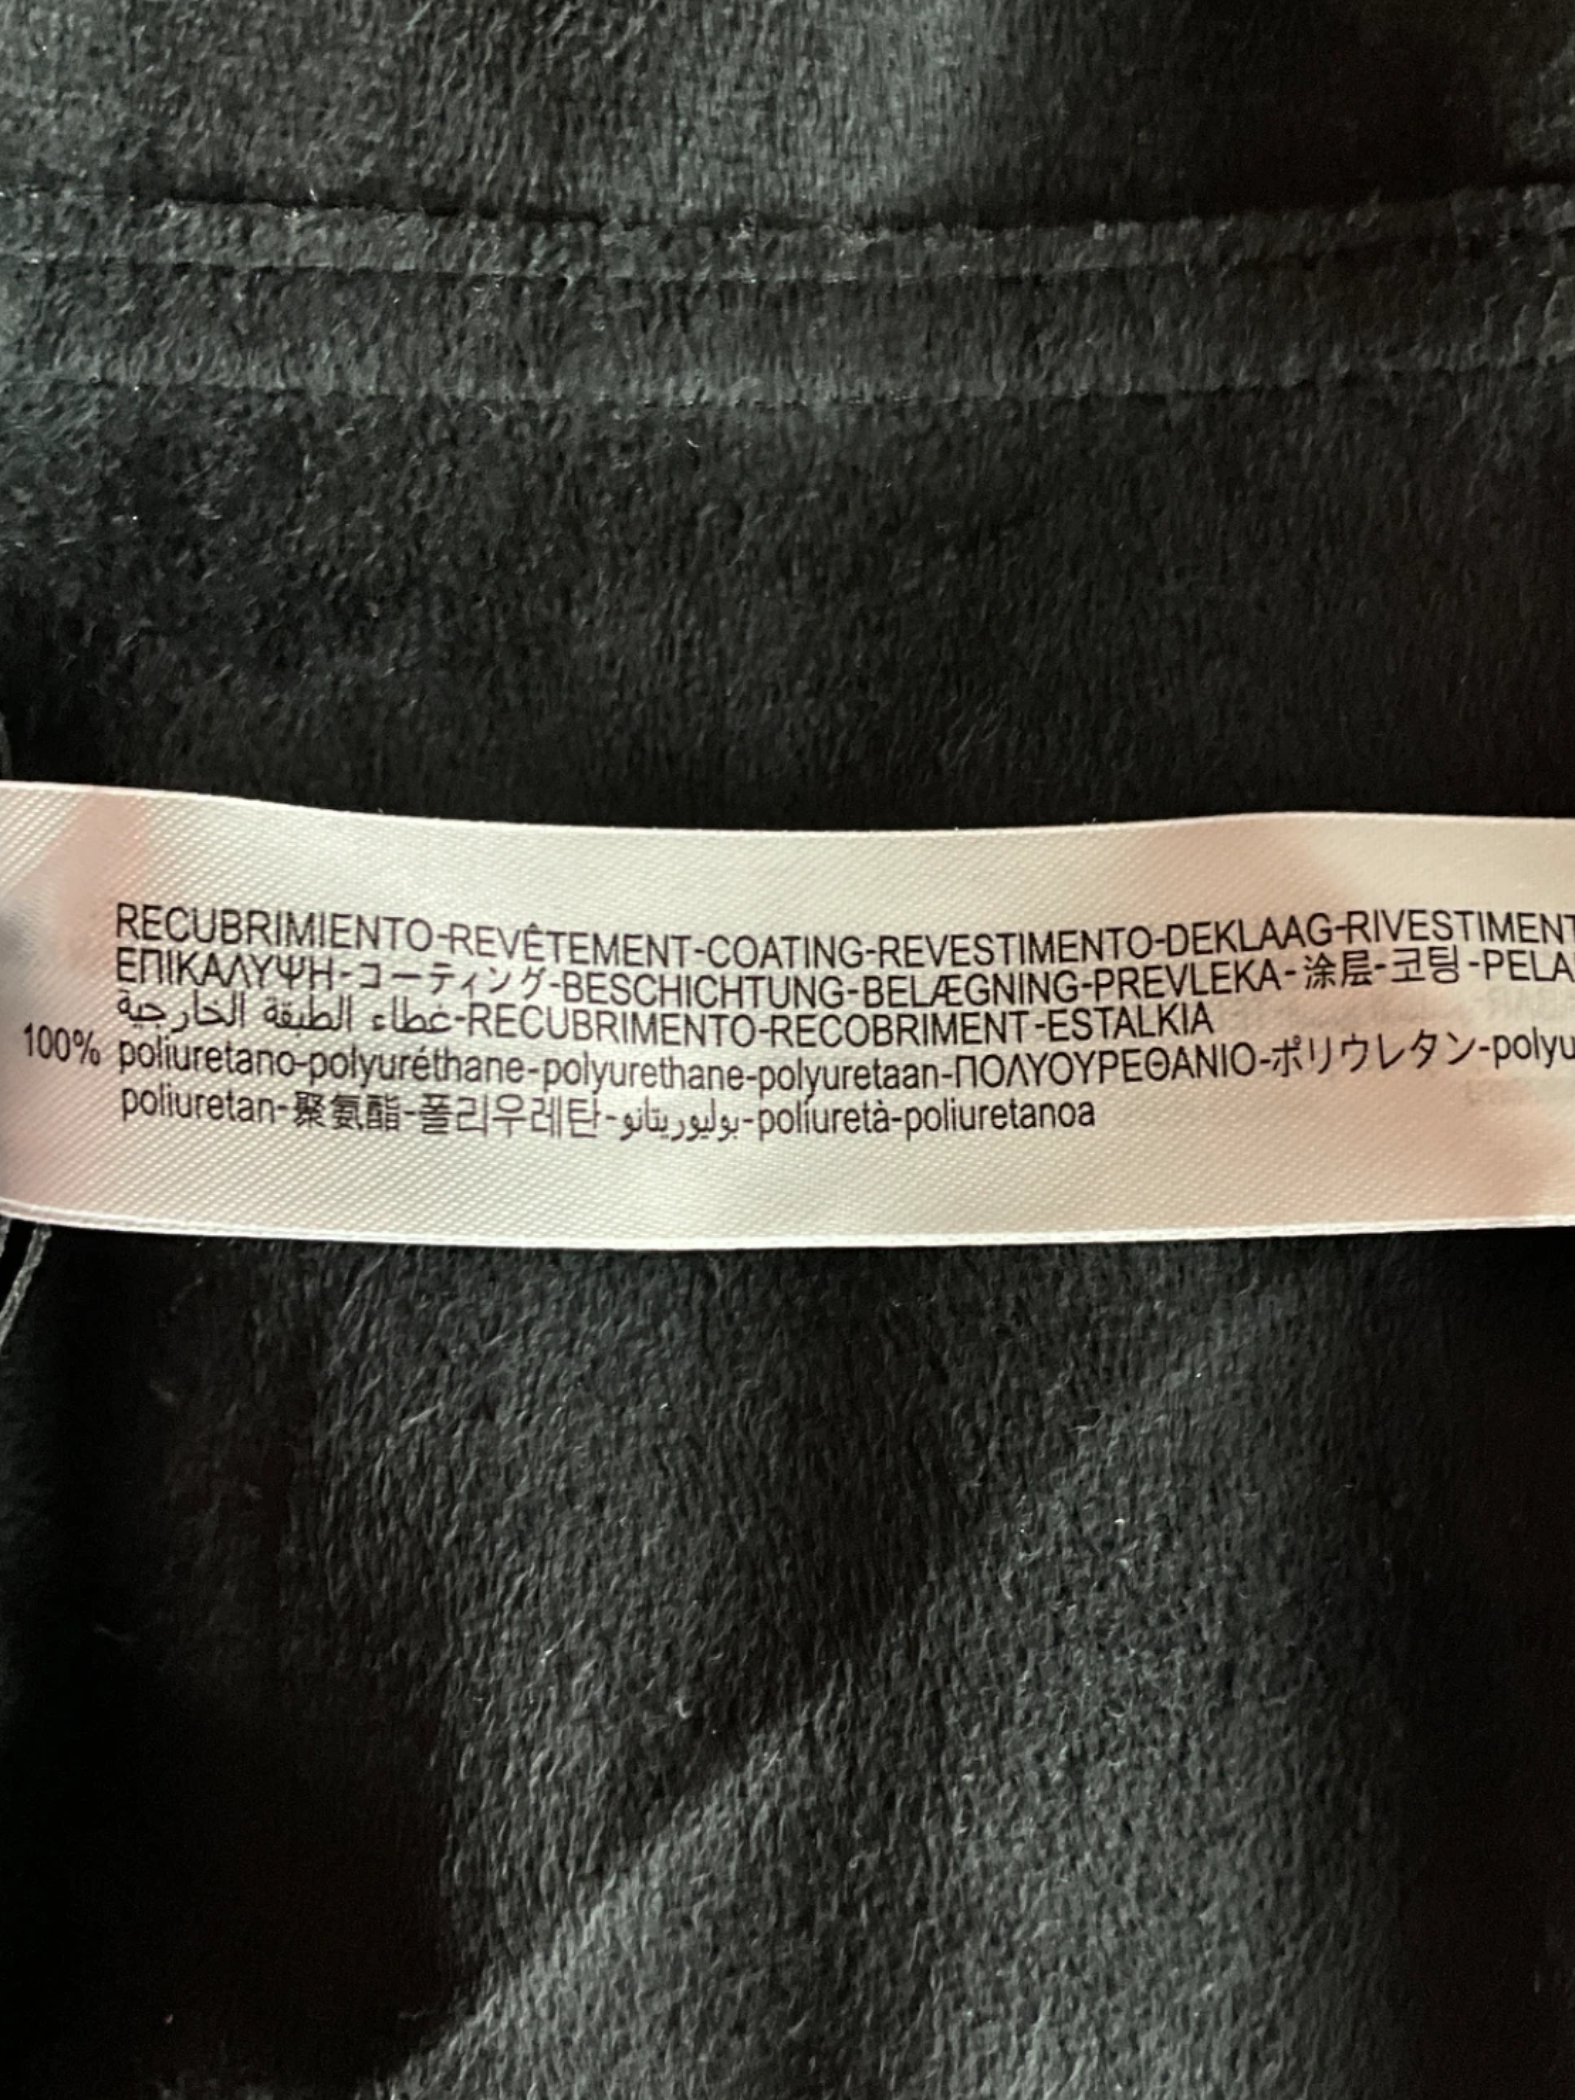 RECUBRIMIENTO-REVÊTEMENT-COATING-REVESTIMENTO-DEKLAAG-RIVESTIMENT
ΕΠΙΚΑΛΥΨΗ-コーティング-BESCHICHTUNG-BELÆGNING-PREVLEKA-涂层-코팅-PELA
غطاء الطبقة الخارجية-RECUBRIMENTO-RECOBRIMENT-ESTALKIA
100% poliuretano-polyuréthane-polyurethane-polyuretaan-ΠΟΛΥΟΥΡΕΘΑΝΙΟ-ポリウレタン-polyu
poliuretan-聚氨酯-폴리우레탄-بوليوريتانو-poliuretà-poliuretanoa